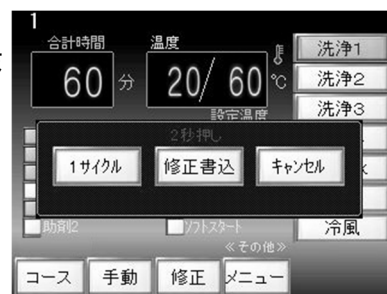 1
合計時間
温度
60 分
20/ 60 ℃
設定温度
洗浄1
洗浄2
洗浄3
2秒押し
1サイクル
修正書込
キャンセル
助剤2
ソフトスタート
冷風
≪その他≫
コース
手動
修正
メニュー